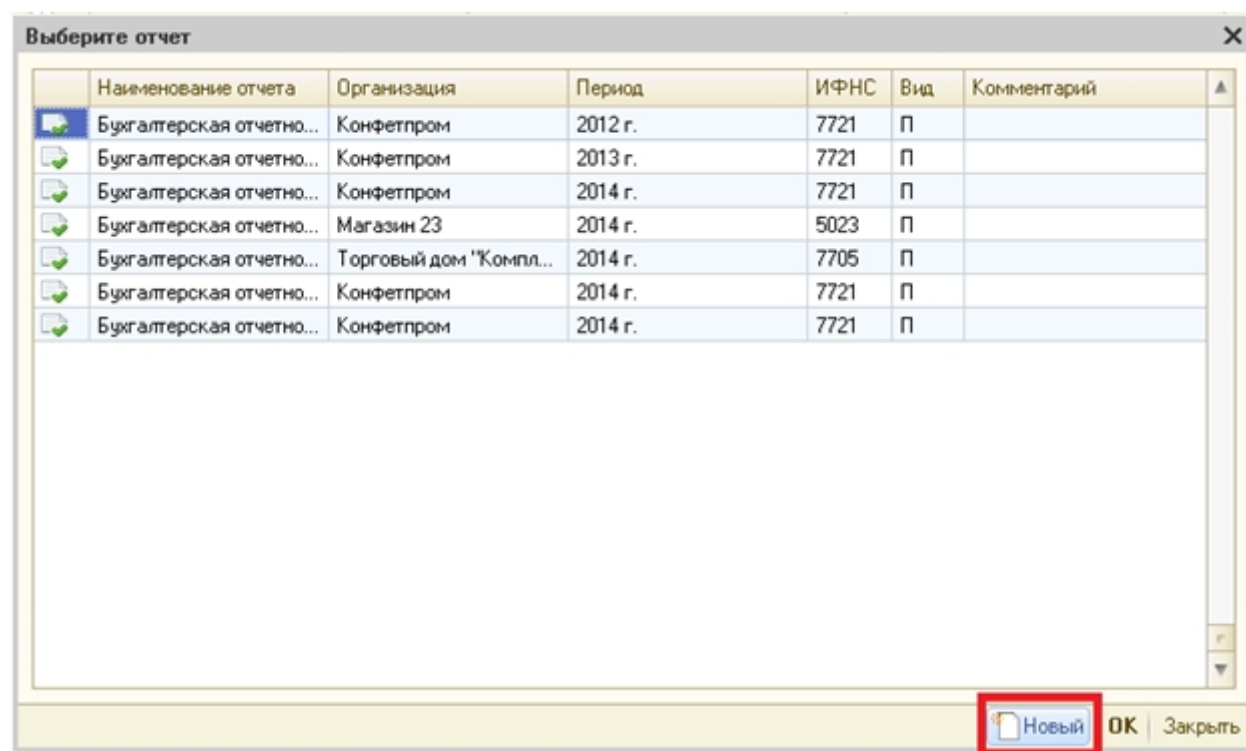 Выберите отчет
Наименование отчета Организация Период ИФНС Вид Комментарий
Бухгалтерская отчетно... Конфетпром 2012 г. 7721 П
Бухгалтерская отчетно... Конфетпром 2013 г. 7721 П
Бухгалтерская отчетно... Конфетпром 2014 г. 7721 П
Бухгалтерская отчетно... Магазин 23 2014 г. 5023 П
Бухгалтерская отчетно... Торговый дом "Компл... 2014 г. 7705 П
Бухгалтерская отчетно... Конфетпром 2014 г. 7721 П
Бухгалтерская отчетно... Конфетпром 2014 г. 7721 П
Новый ОК Закрыть